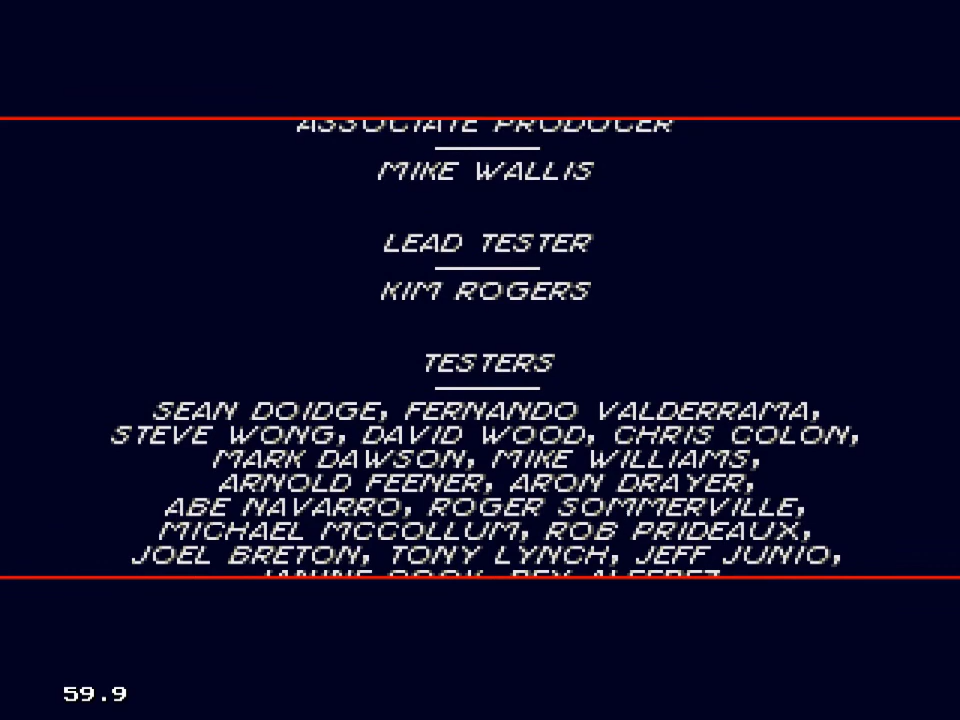 ASSOCIATE PRODUCER
MIKE WALLIS
LEAD TESTER
KIM ROGERS
TESTERS
SEAN DOIDGE, FERNANDO VALDERRAMA,
STEVE WONG, DAVID WOOD, CHRIS COLON,
MARK DAWSON, MIKE WILLIAMS,
ARNOLD FEENER, ARON DRAYER,
ABE NAVARRO, ROGER SOMMERVILLE,
MICHAEL MCCOLLUM, ROB PRIDEAUX,
JOEL BRETON, TONY LYNCH, JEFF JUNIO,
59.9